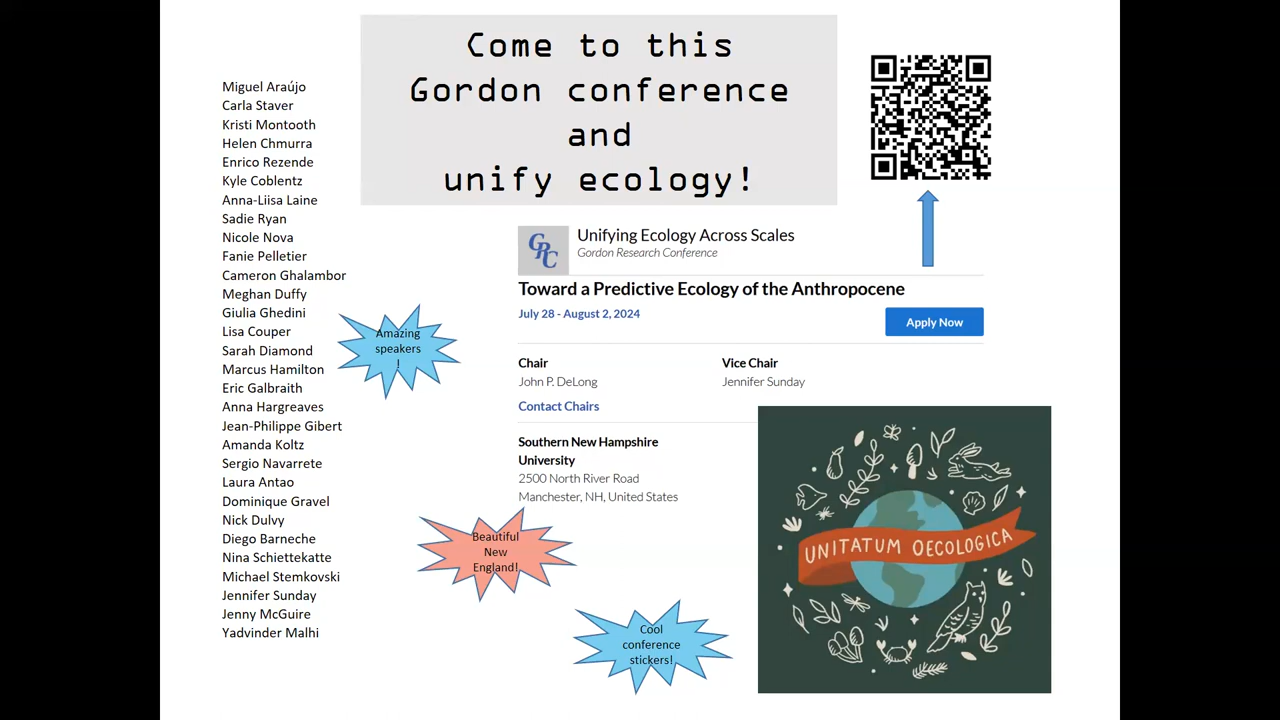 Come to this
Gordon conference
and
unify ecology!
Miguel Araújo
Carla Staver
Kristi Montooth
Helen Chmurra
Enrico Rezende
Kyle Coblentz
Anna-Liisa Laine
Sadie Ryan
Nicole Nova
Fanie Pelletier
Cameron Ghalambor
Meghan Duffy
Giulia Ghedini
Lisa Couper
Sarah Diamond
Marcus Hamilton
Eric Galbraith
Anna Hargreaves
Jean-Philippe Gibert
Amanda Koltz
Sergio Navarrete
Laura Antao
Dominique Gravel
Nick Dulvy
Diego Barneche
Nina Schiettekatte
Michael Stemkovski
Jennifer Sunday
Jenny McGuire
Yadvinder Malhi
Amazing
speakers
!
GRC
Unifying Ecology Across Scales
Gordon Research Conference
Toward a Predictive Ecology of the Anthropocene
July 28 - August 2, 2024
Apply Now
Chair
John P. DeLong
Vice Chair
Jennifer Sunday
Contact Chairs
Southern New Hampshire
University
2500 North River Road
Manchester, NH, United States
Beautiful
New
England!
Cool
conference
stickers!
UNITATUM OECOLOGICA